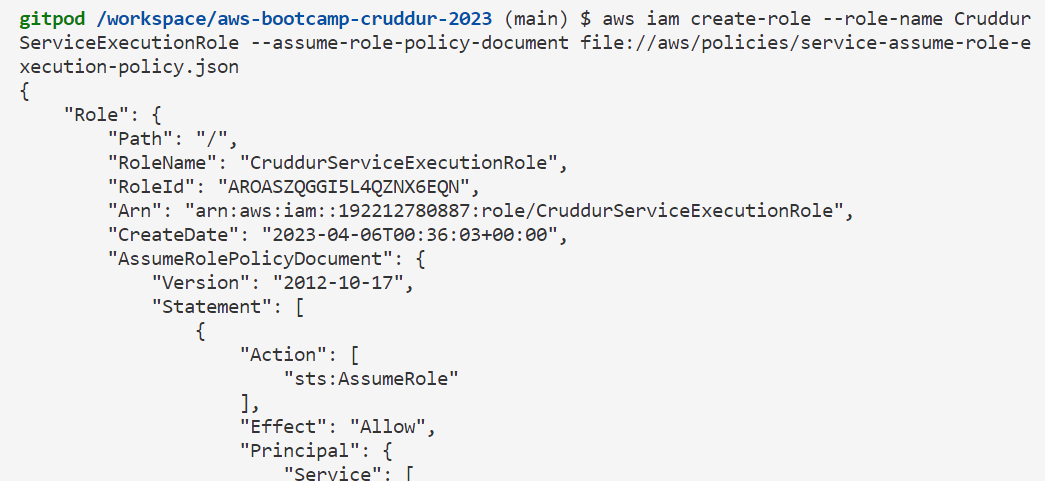 gitpod /workspace/aws-bootcamp-cruddur-2023 (main) $ aws iam create-role --role-name Cruddur
ServiceExecutionRole --assume-role-policy-document file://aws/policies/service-assume-role-e
xecution-policy.json
{
    "Role": {
        "Path": "/",
        "RoleName": "CruddurServiceExecutionRole",
        "RoleId": "AROASZQGGI5L4QZNX6EQN",
        "Arn": "arn:aws:iam::192212780887:role/CruddurServiceExecutionRole",
        "CreateDate": "2023-04-06T00:36:03+00:00",
        "AssumeRolePolicyDocument": {
            "Version": "2012-10-17",
            "Statement": [
                {
                    "Action": [
                        "sts:AssumeRole"
                    ],
                    "Effect": "Allow",
                    "Principal": {
                        "Service": [